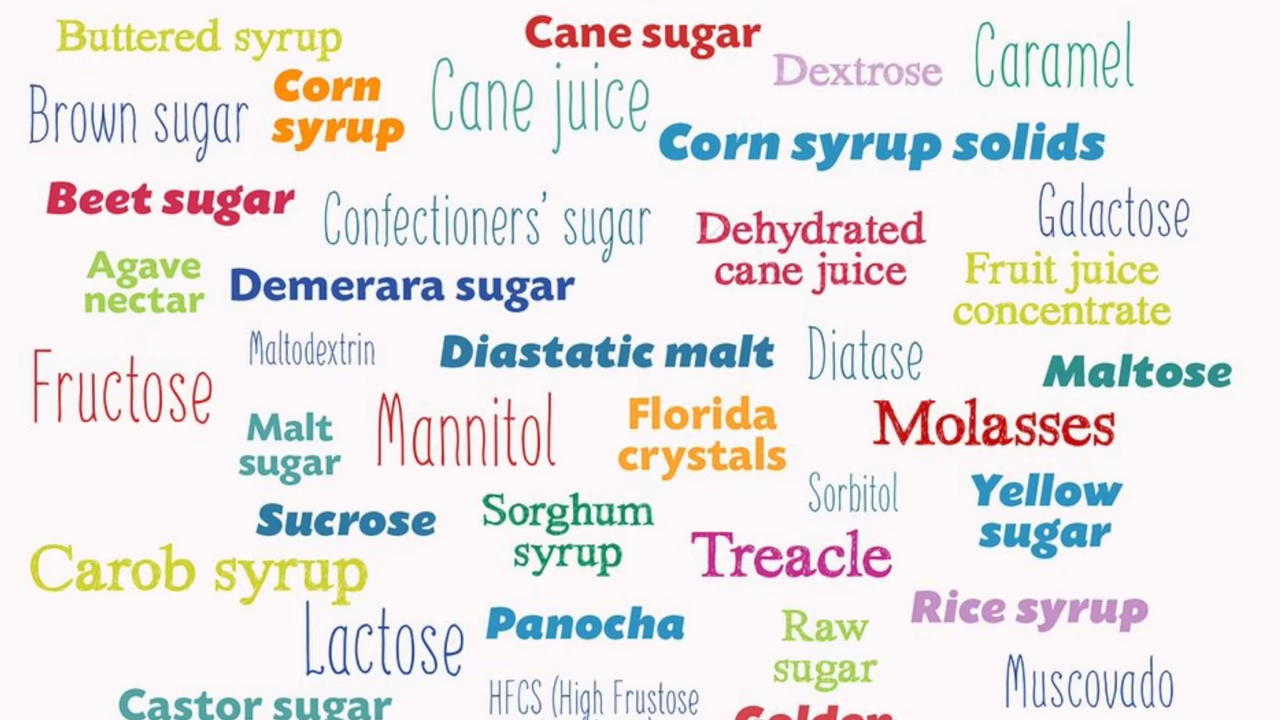 Buttered syrup
Cane sugar
Caramel
Dextrose
Corn
syrup
Cane juice
Brown sugar
Corn syrup solids
Beet sugar
Confectioners' sugar
Galactose
Dehydrated
cane juice
Agave
nectar
Demerara sugar
Fruit juice
concentrate
Maltodextrin
Diastatic malt
Diatase
Maltose
Fructose
Malt
sugar
Mannitol
Florida
crystals
Molasses
Sorbitol
Yellow
sugar
Sucrose
Sorghum
syrup
Treacle
Carob syrup
Lactose
Panocha
Raw
sugar
Rice syrup
Muscovado
Castor sugar
HFCS (High Frustose
Golden